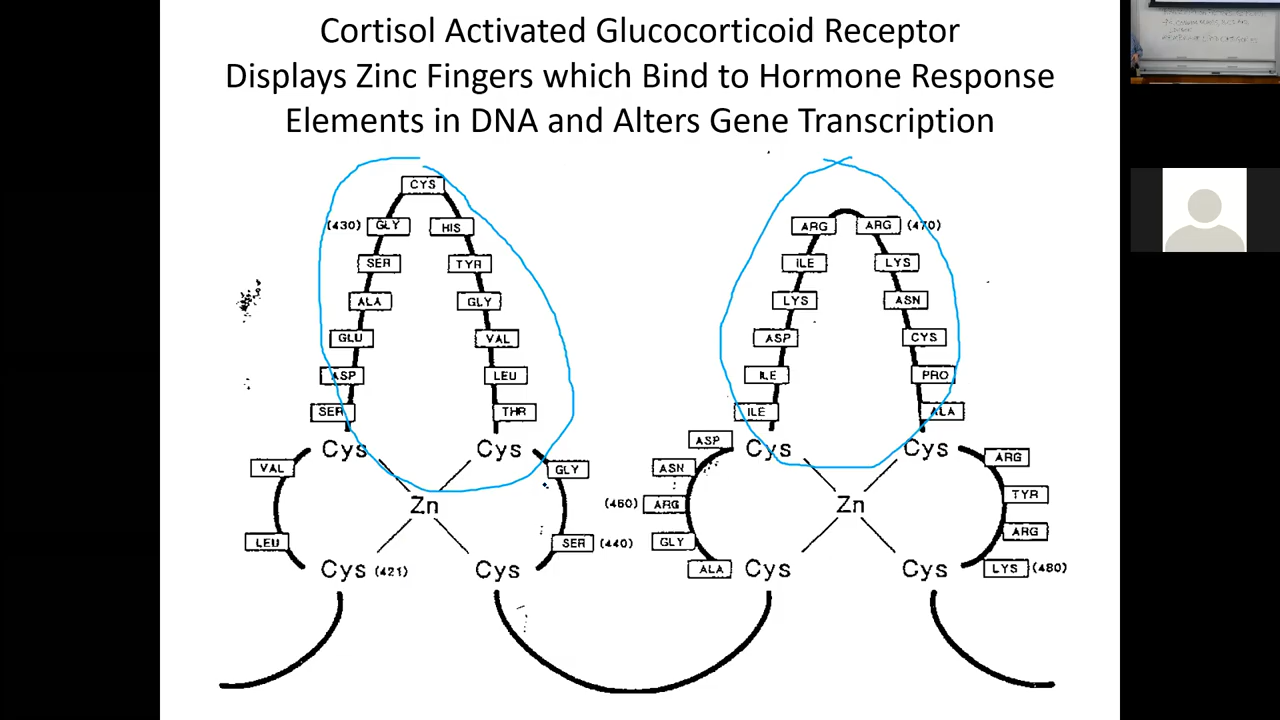 Cortisol Activated Glucocorticoid Receptor
Displays Zinc Fingers which Bind to Hormone Response
Elements in DNA and Alters Gene Transcription
CYS
(430) GLY HIS
SER TYR
ALA GLY
GLU VAL
ASP LEU
SER THR
Cys Cys
VAL GLY
Zn
LEU SER (440)
Cys (421) Cys
ARG ARG (470)
ILE LYS
LYS ASN
ASP CYS
ILE PRO
ILE ALA
ASP Cys Cys ARG
ASN TYR
(460) ARG Zn
GLY ARG
ALA Cys Cys LYS (480)